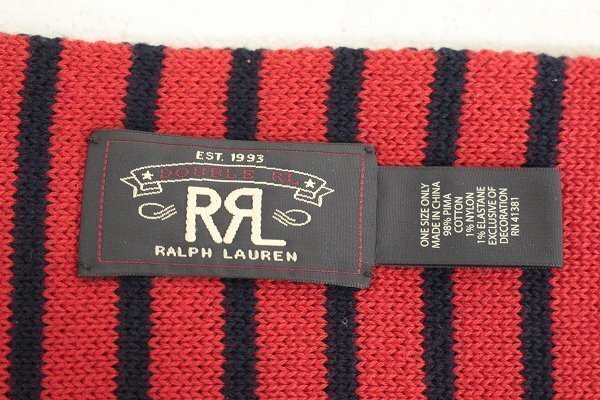 EST. 1993
DOUBLE RL
RRL
RALPH LAUREN
ONE SIZE ONLY
MADE IN CHINA
98% PIMA
COTTON
1% NYLON
1% ELASTANE
EXCLUSIVE OF
DECORATION
RN 41381